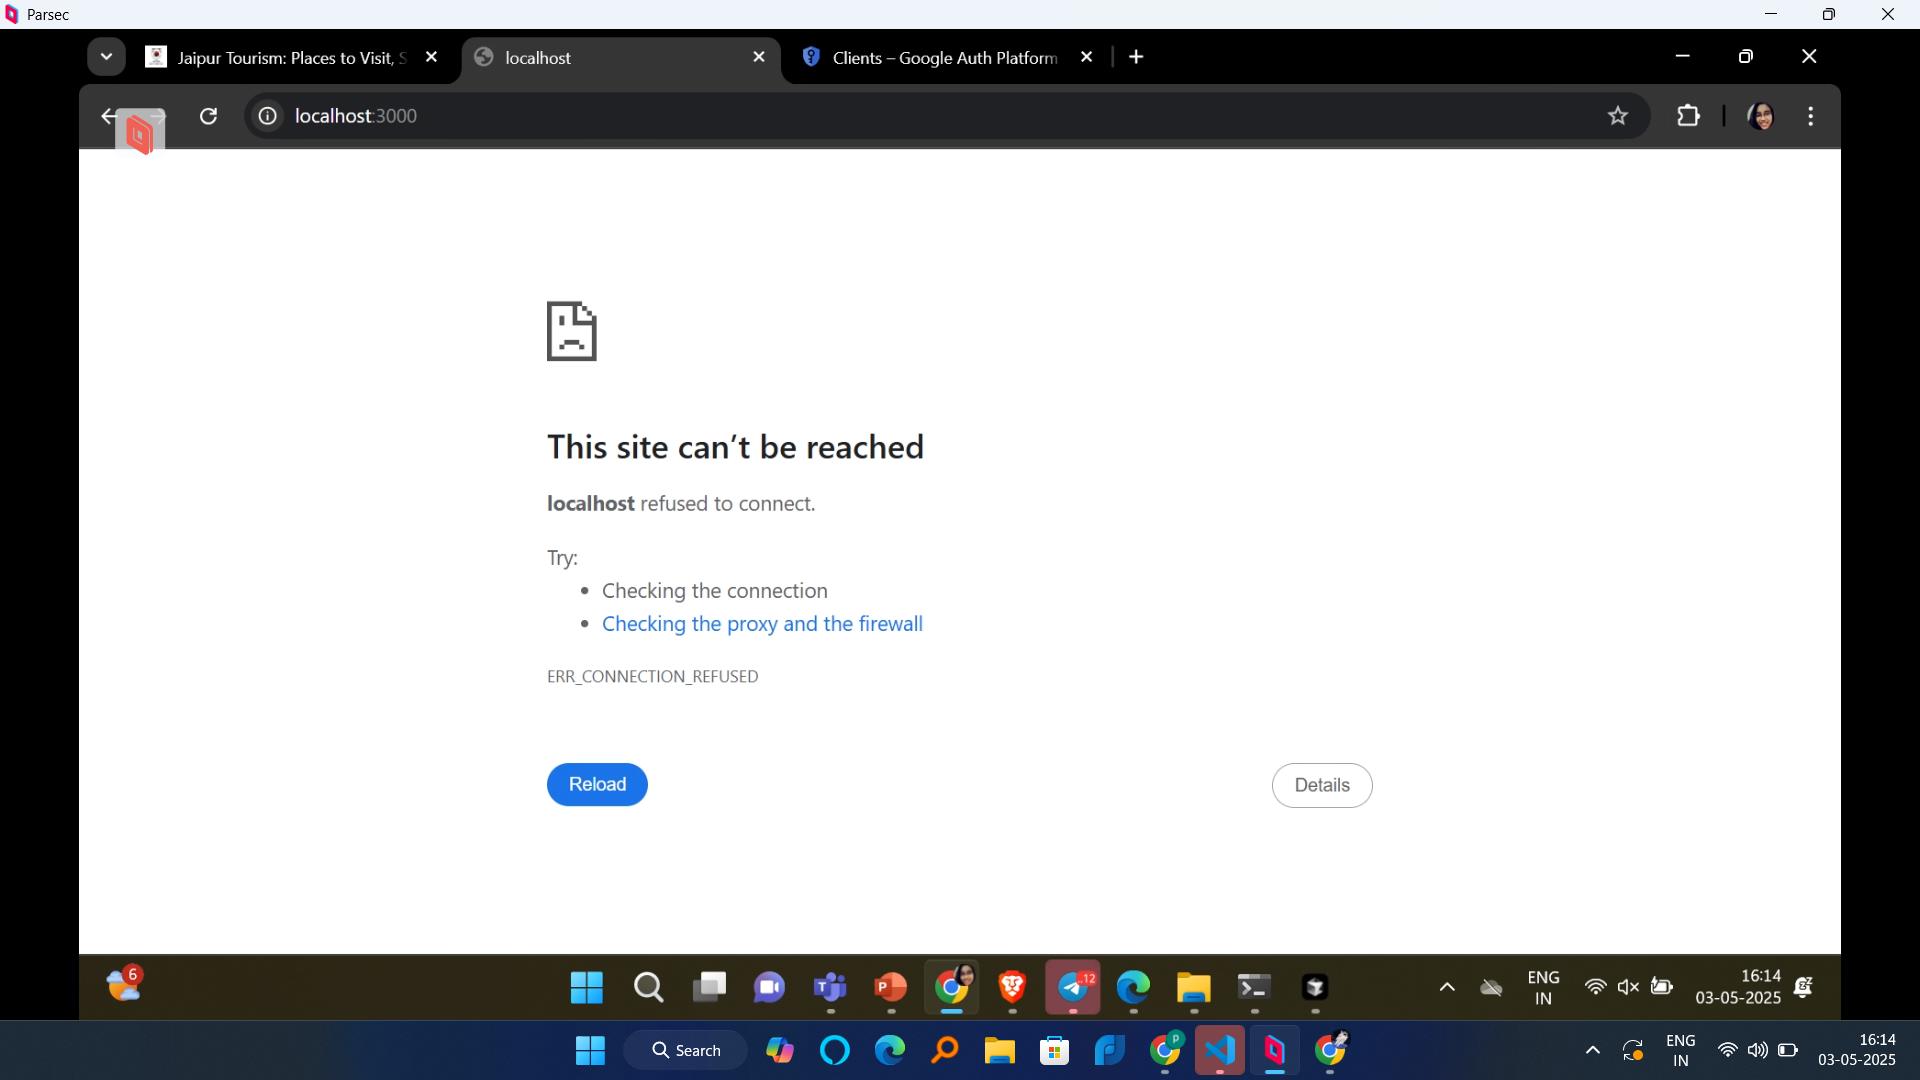 Parsec
Jaipur Tourism: Places to Visit, S
localhost
Clients – Google Auth Platform
localhost:3000
This site can’t be reached
localhost refused to connect.
Try:
• Checking the connection
• Checking the proxy and the firewall
ERR_CONNECTION_REFUSED
Reload
Details
6
12
ENG
IN
16:14
03-05-2025
Search
P
ENG
IN
16:14
03-05-2025